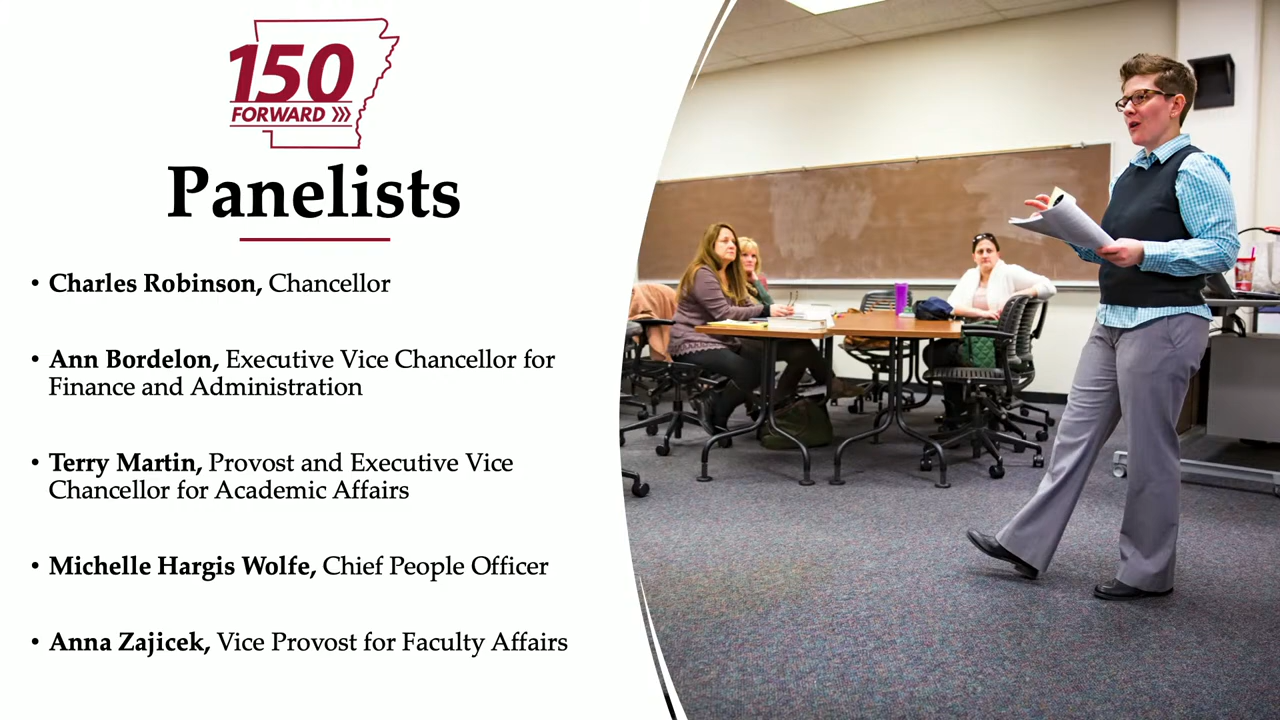 150
FORWARD
Panelists
• Charles Robinson, Chancellor
• Ann Bordelon, Executive Vice Chancellor for
Finance and Administration
• Terry Martin, Provost and Executive Vice
Chancellor for Academic Affairs
• Michelle Hargis Wolfe, Chief People Officer
• Anna Zajicek, Vice Provost for Faculty Affairs